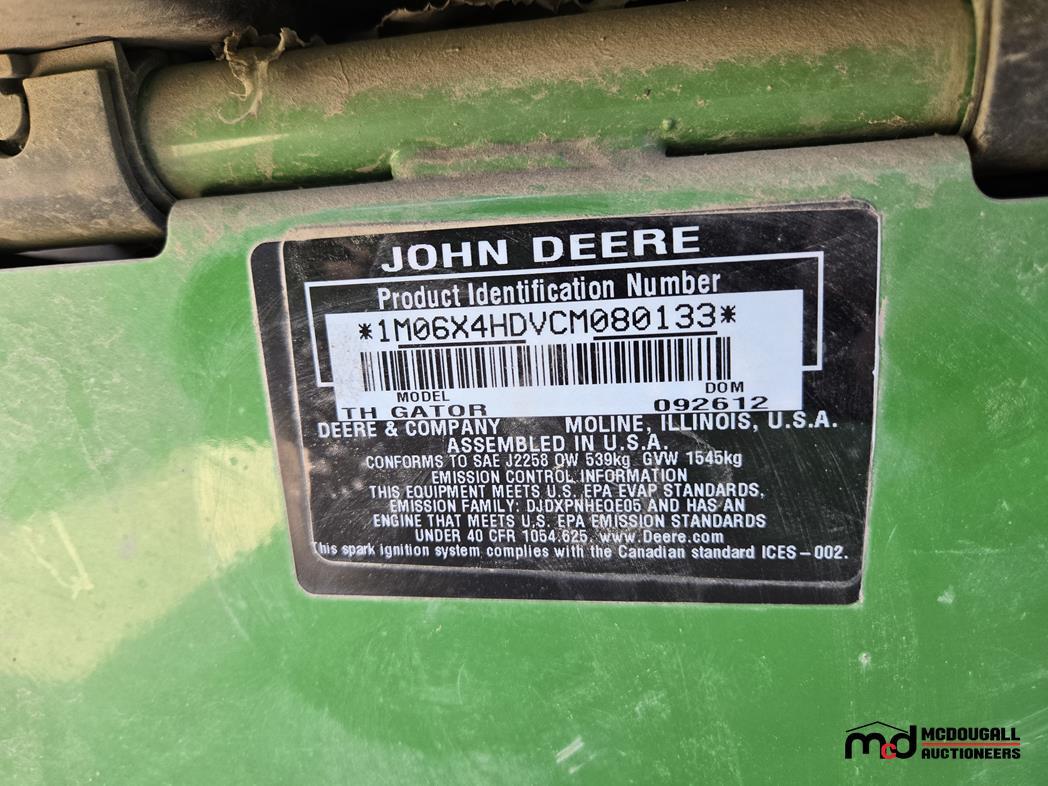 JOHN DEERE
Product Identification Number
*1M06X4HDVCM080133*
MODEL DOM
TH GATOR 092612
DEERE & COMPANY MOLINE, ILLINOIS, U.S.A.
ASSEMBLED IN U.S.A.
CONFORMS TO SAE J2258 OW 539kg GVW 1545kg
EMISSION CONTROL INFORMATION
THIS EQUIPMENT MEETS U.S. EPA EVAP STANDARDS,
EMISSION FAMILY: DJDXPNHEQE05 AND HAS AN
ENGINE THAT MEETS U.S. EPA EMISSION STANDARDS
UNDER 40 CFR 1054.625. www.Deere.com
This spark ignition system complies with the Canadian standard ICES-002.
mcd MCDOUGALL
AUCTIONEERS